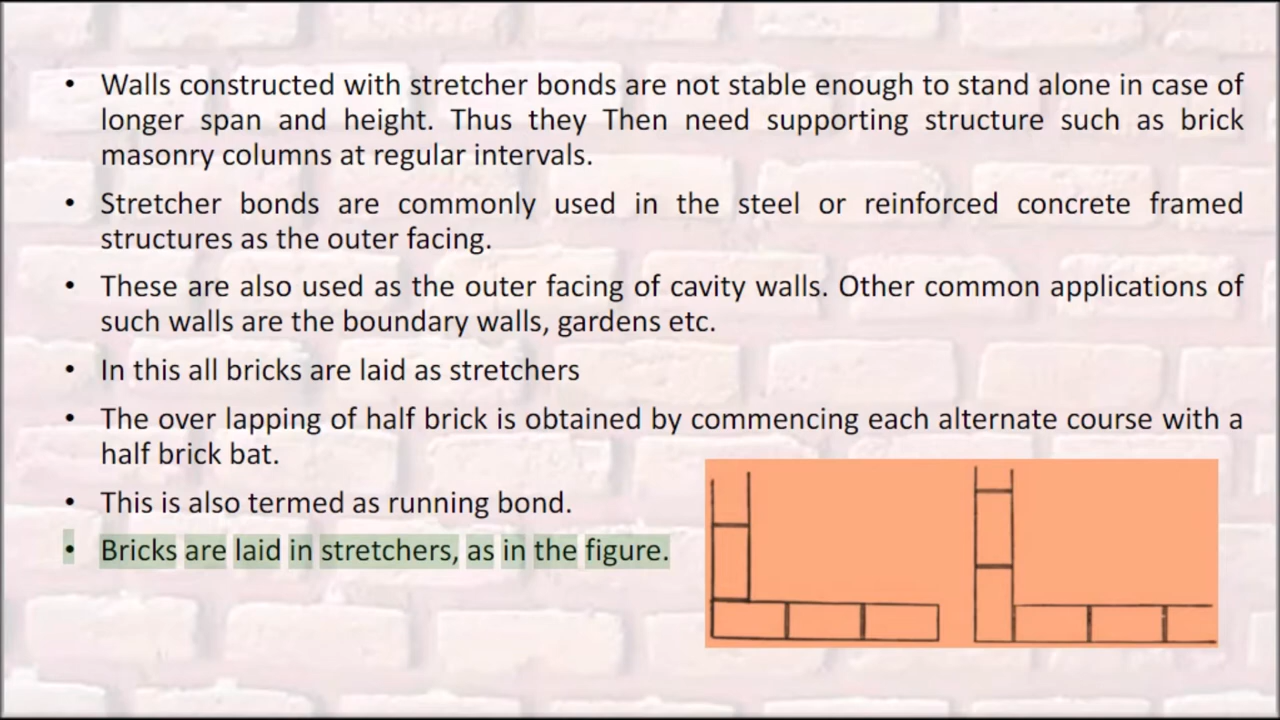 • Walls constructed with stretcher bonds are not stable enough to stand alone in case of
longer span and height. Thus they Then need supporting structure such as brick
masonry columns at regular intervals.
• Stretcher bonds are commonly used in the steel or reinforced concrete framed
structures as the outer facing.
• These are also used as the outer facing of cavity walls. Other common applications of
such walls are the boundary walls, gardens etc.
• In this all bricks are laid as stretchers
• The over lapping of half brick is obtained by commencing each alternate course with a
half brick bat.
• This is also termed as running bond.
• Bricks are laid in stretchers, as in the figure.